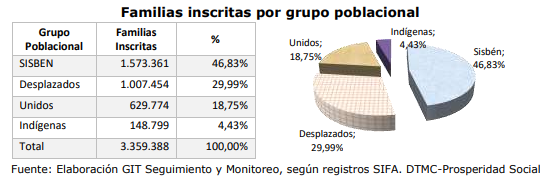 Familias inscritas por grupo poblacional
Grupo Poblacional Familias Inscritas %
SISBEN 1.573.361 46,83%
Desplazados 1.007.454 29,99%
Unidos 629.774 18,75%
Indígenas 148.799 4,43%
Total 3.359.388 100,00%
Indígenas; 4,43%
Unidos; 18,75%
Sisbén; 46,83%
Desplazados; 29,99%
Fuente: Elaboración GIT Seguimiento y Monitoreo, según registros SIFA. DTMC-Prosperidad Social